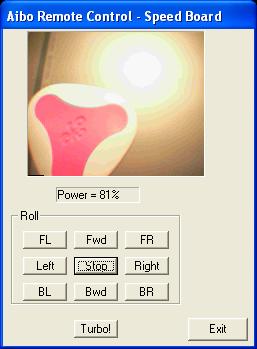 Aibo Remote Control - Speed Board
Power = 81%
Roll
FL Fwd FR
Left Stop Right
BL Bwd BR
Turbo! Exit